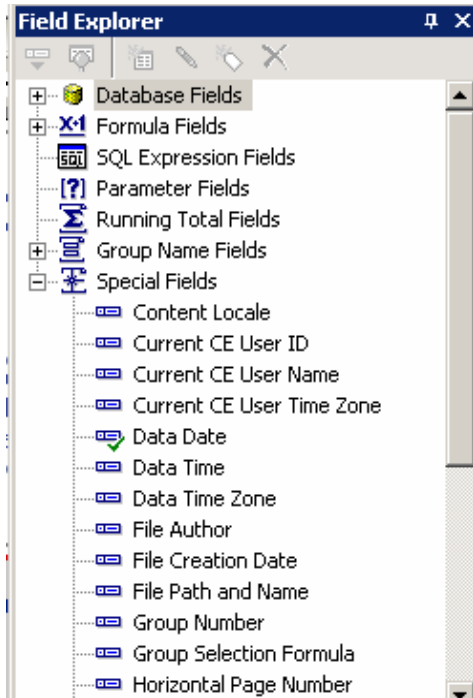 Field Explorer
Database Fields
X+1 Formula Fields
SQL SQL Expression Fields
[?] Parameter Fields
Σ Running Total Fields
Group Name Fields
Special Fields
Content Locale
Current CE User ID
Current CE User Name
Current CE User Time Zone
Data Date
Data Time
Data Time Zone
File Author
File Creation Date
File Path and Name
Group Number
Group Selection Formula
Horizontal Page Number